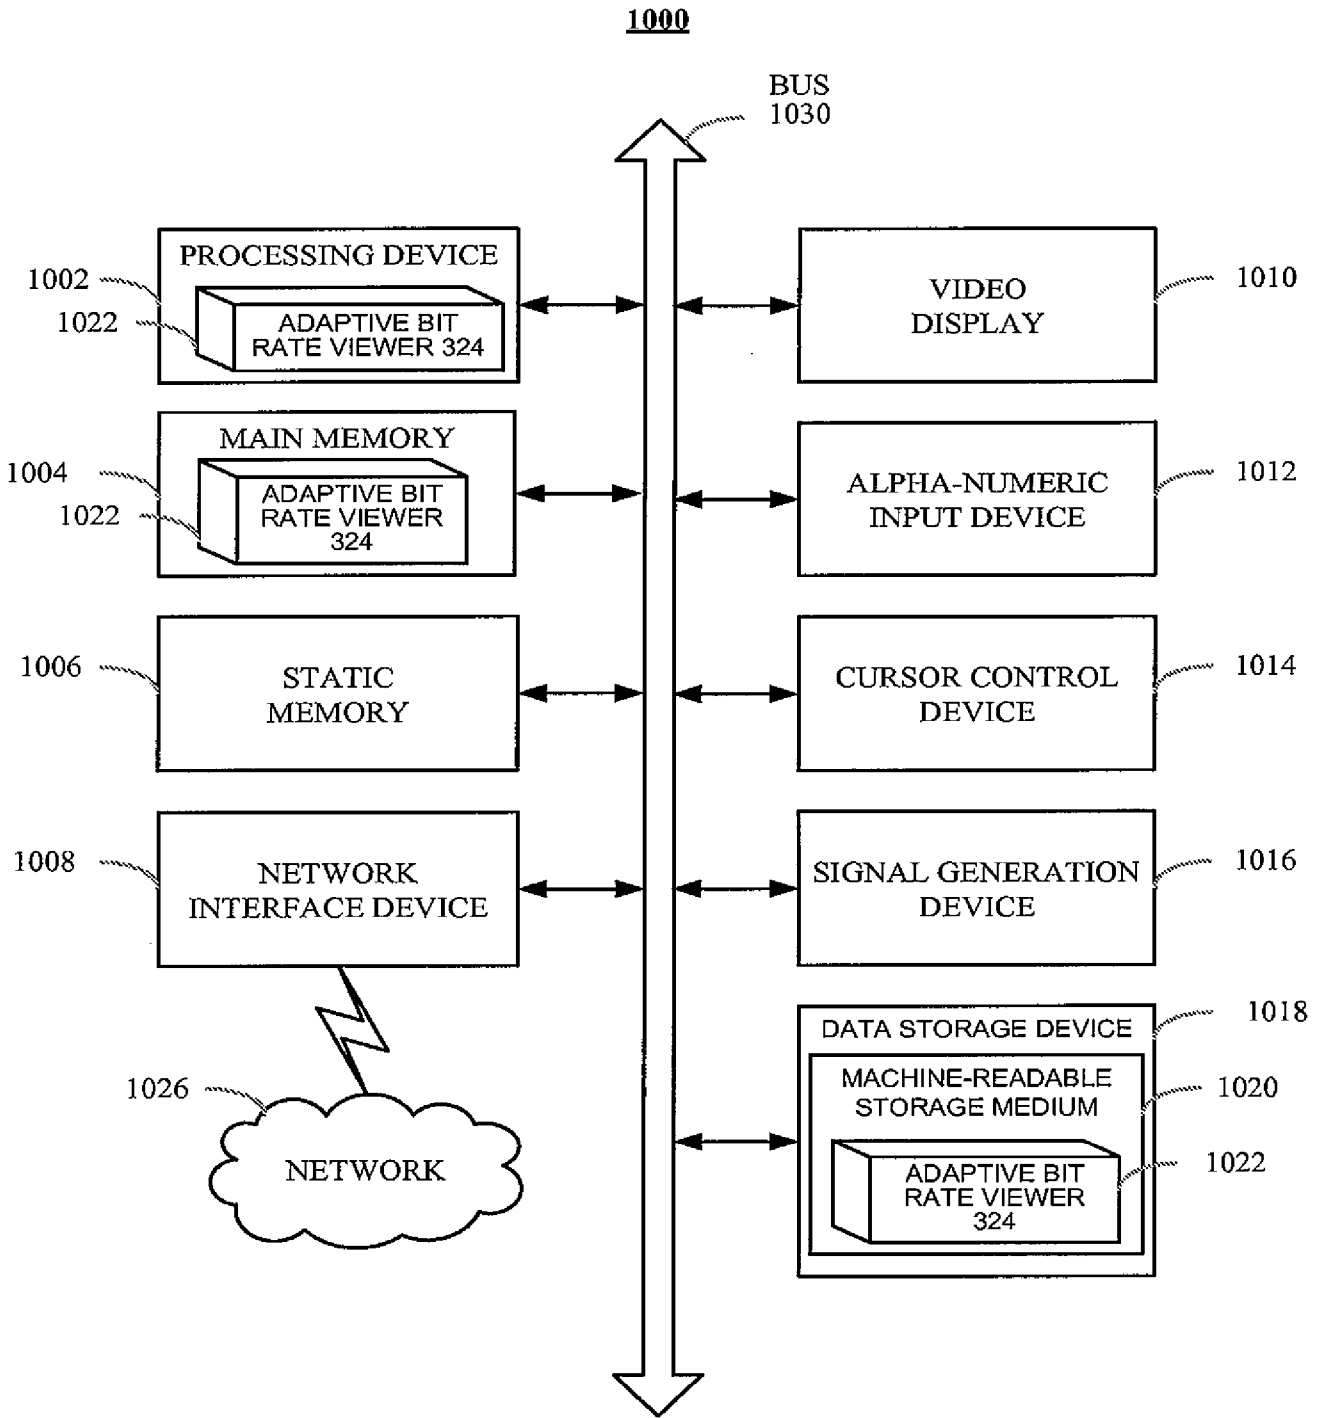 1000
BUS
1030
PROCESSING DEVICE
1002
1022
ADAPTIVE BIT
RATE VIEWER 324
MAIN MEMORY
1004
1022
ADAPTIVE BIT
RATE VIEWER
324
1006
STATIC
MEMORY
1008
NETWORK
INTERFACE DEVICE
1026
NETWORK
VIDEO
DISPLAY
1010
ALPHA-NUMERIC
INPUT DEVICE
1012
CURSOR CONTROL
DEVICE
1014
SIGNAL GENERATION
DEVICE
1016
DATA STORAGE DEVICE
1018
MACHINE-READABLE
STORAGE MEDIUM
1020
ADAPTIVE BIT
RATE VIEWER
324
1022